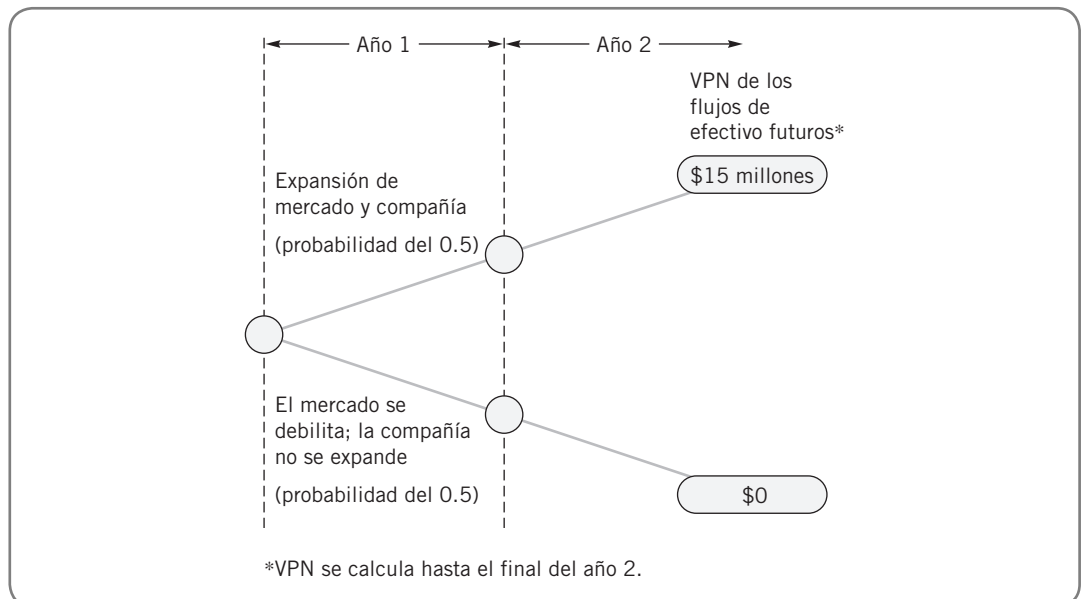 Año 1
Año 2
VPN de los
flujos de
efectivo futuros*
$15 millones
Expansión de
mercado y compañía
(probabilidad del 0.5)
El mercado se
debilita; la compañía
no se expande
(probabilidad del 0.5)
$0
*VPN se calcula hasta el final del año 2.